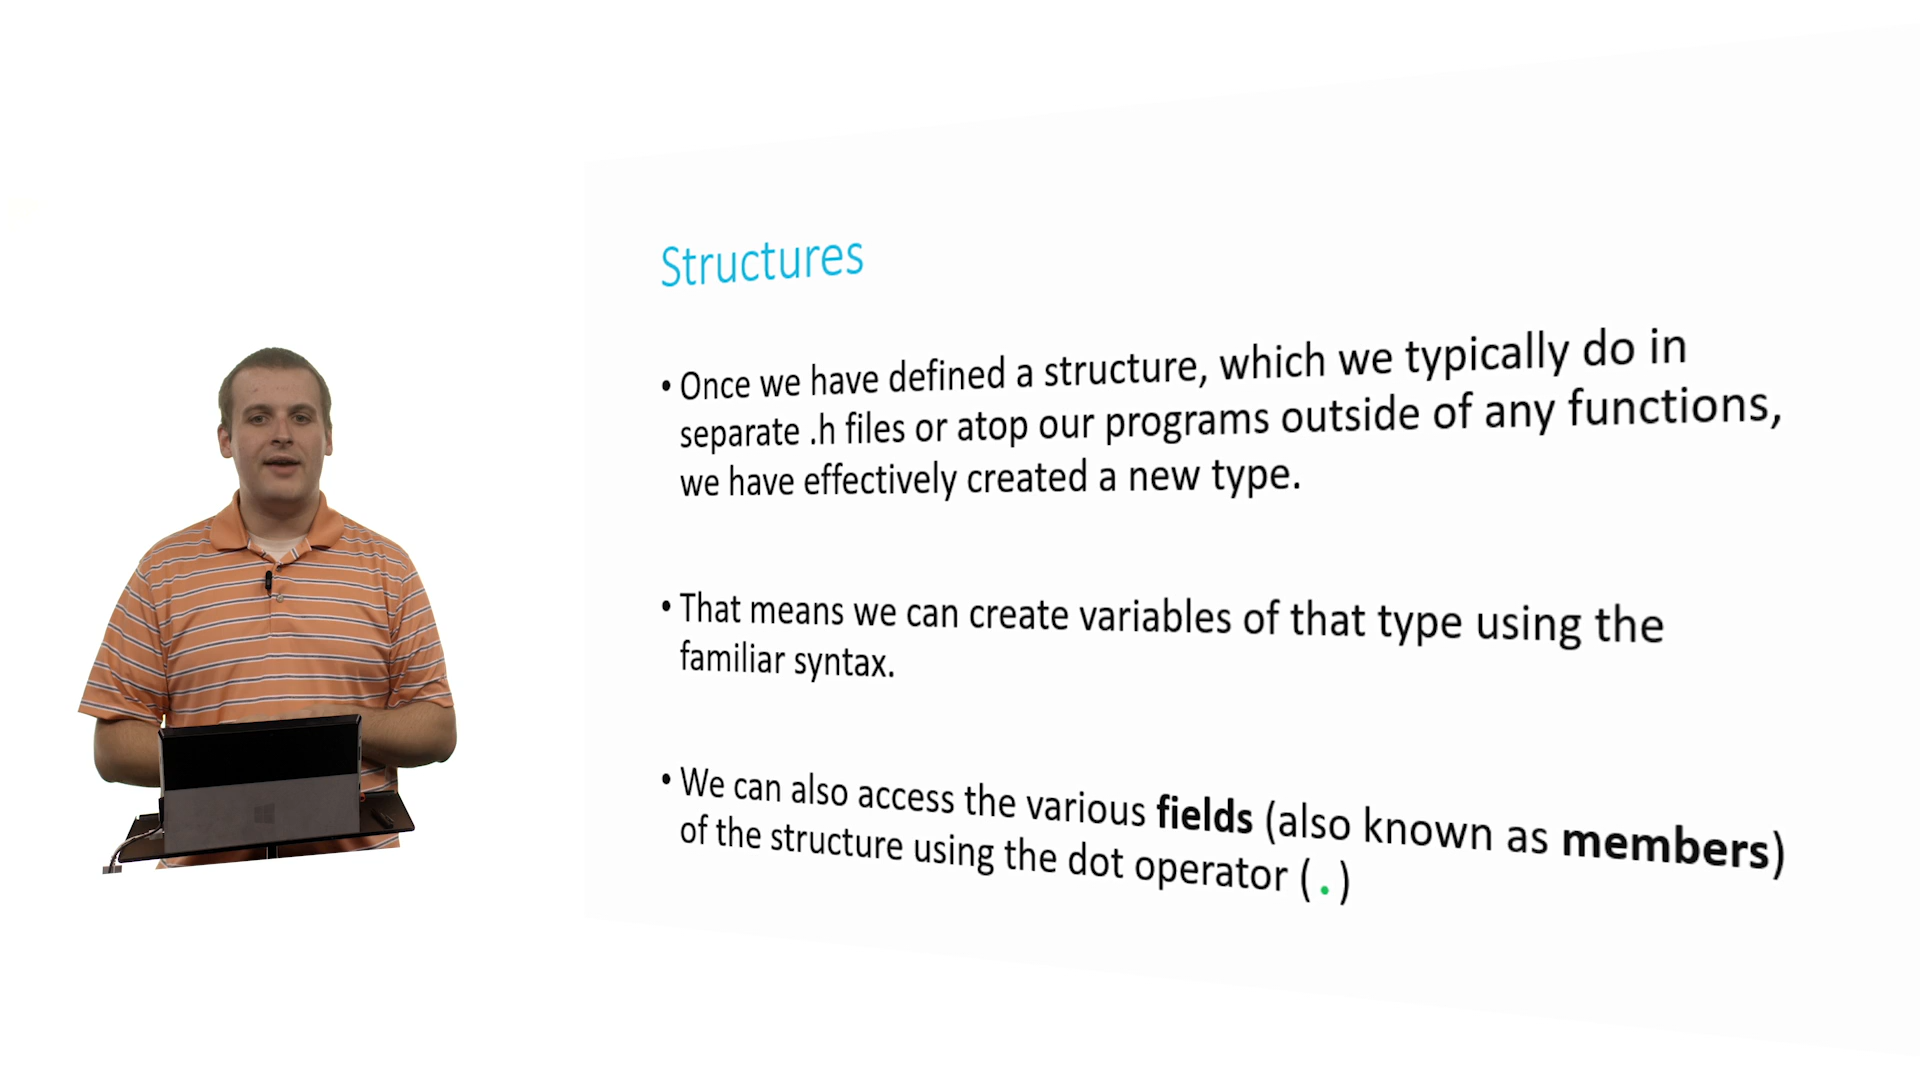 Structures
• Once we have defined a structure, which we typically do in
separate .h files or atop our programs outside of any functions,
we have effectively created a new type.
• That means we can create variables of that type using the
familiar syntax.
• We can also access the various fields (also known as members)
of the structure using the dot operator (.)